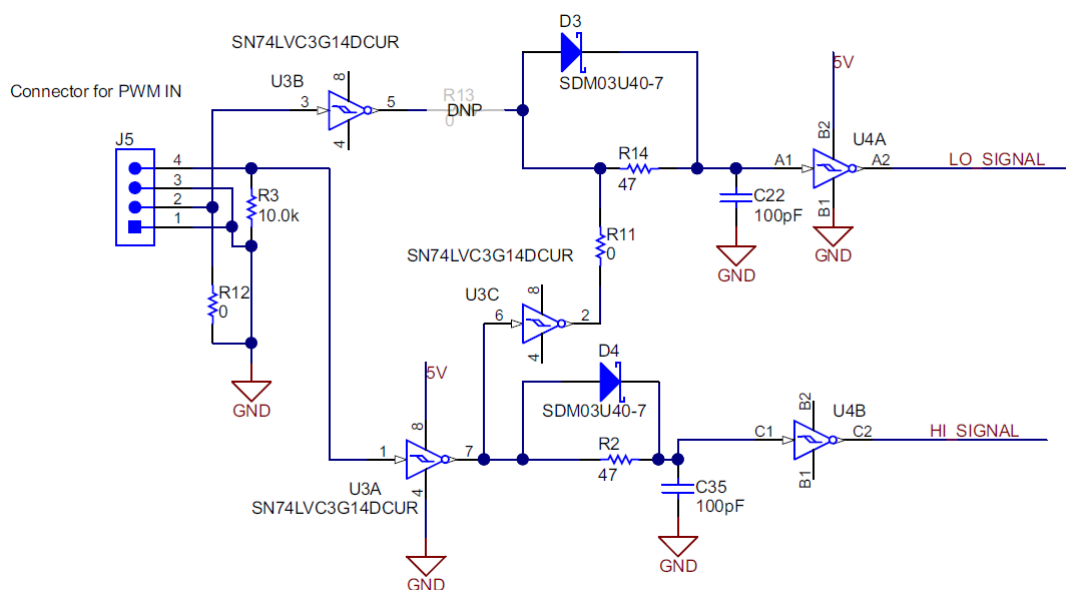 D3
SN74LVC3G14DCUR
SDM03U40-7
5V
Connector for PWM IN
U3B
8
3
5
4
R13
DNP
0
B2
U4A
J5
4
3
2
1
R3
10.0k
R14
47
A1
A2
LO_SIGNAL
C22
100pF
B1
GND
GND
R11
0
SN74LVC3G14DCUR
R12
0
U3C
8
6
2
4
D4
5V
SDM03U40-7
GND
B2
U4B
8
R2
C1
C2
HI_SIGNAL
1
7
47
U3A
4
B1
C35
100pF
SN74LVC3G14DCUR
GND
GND